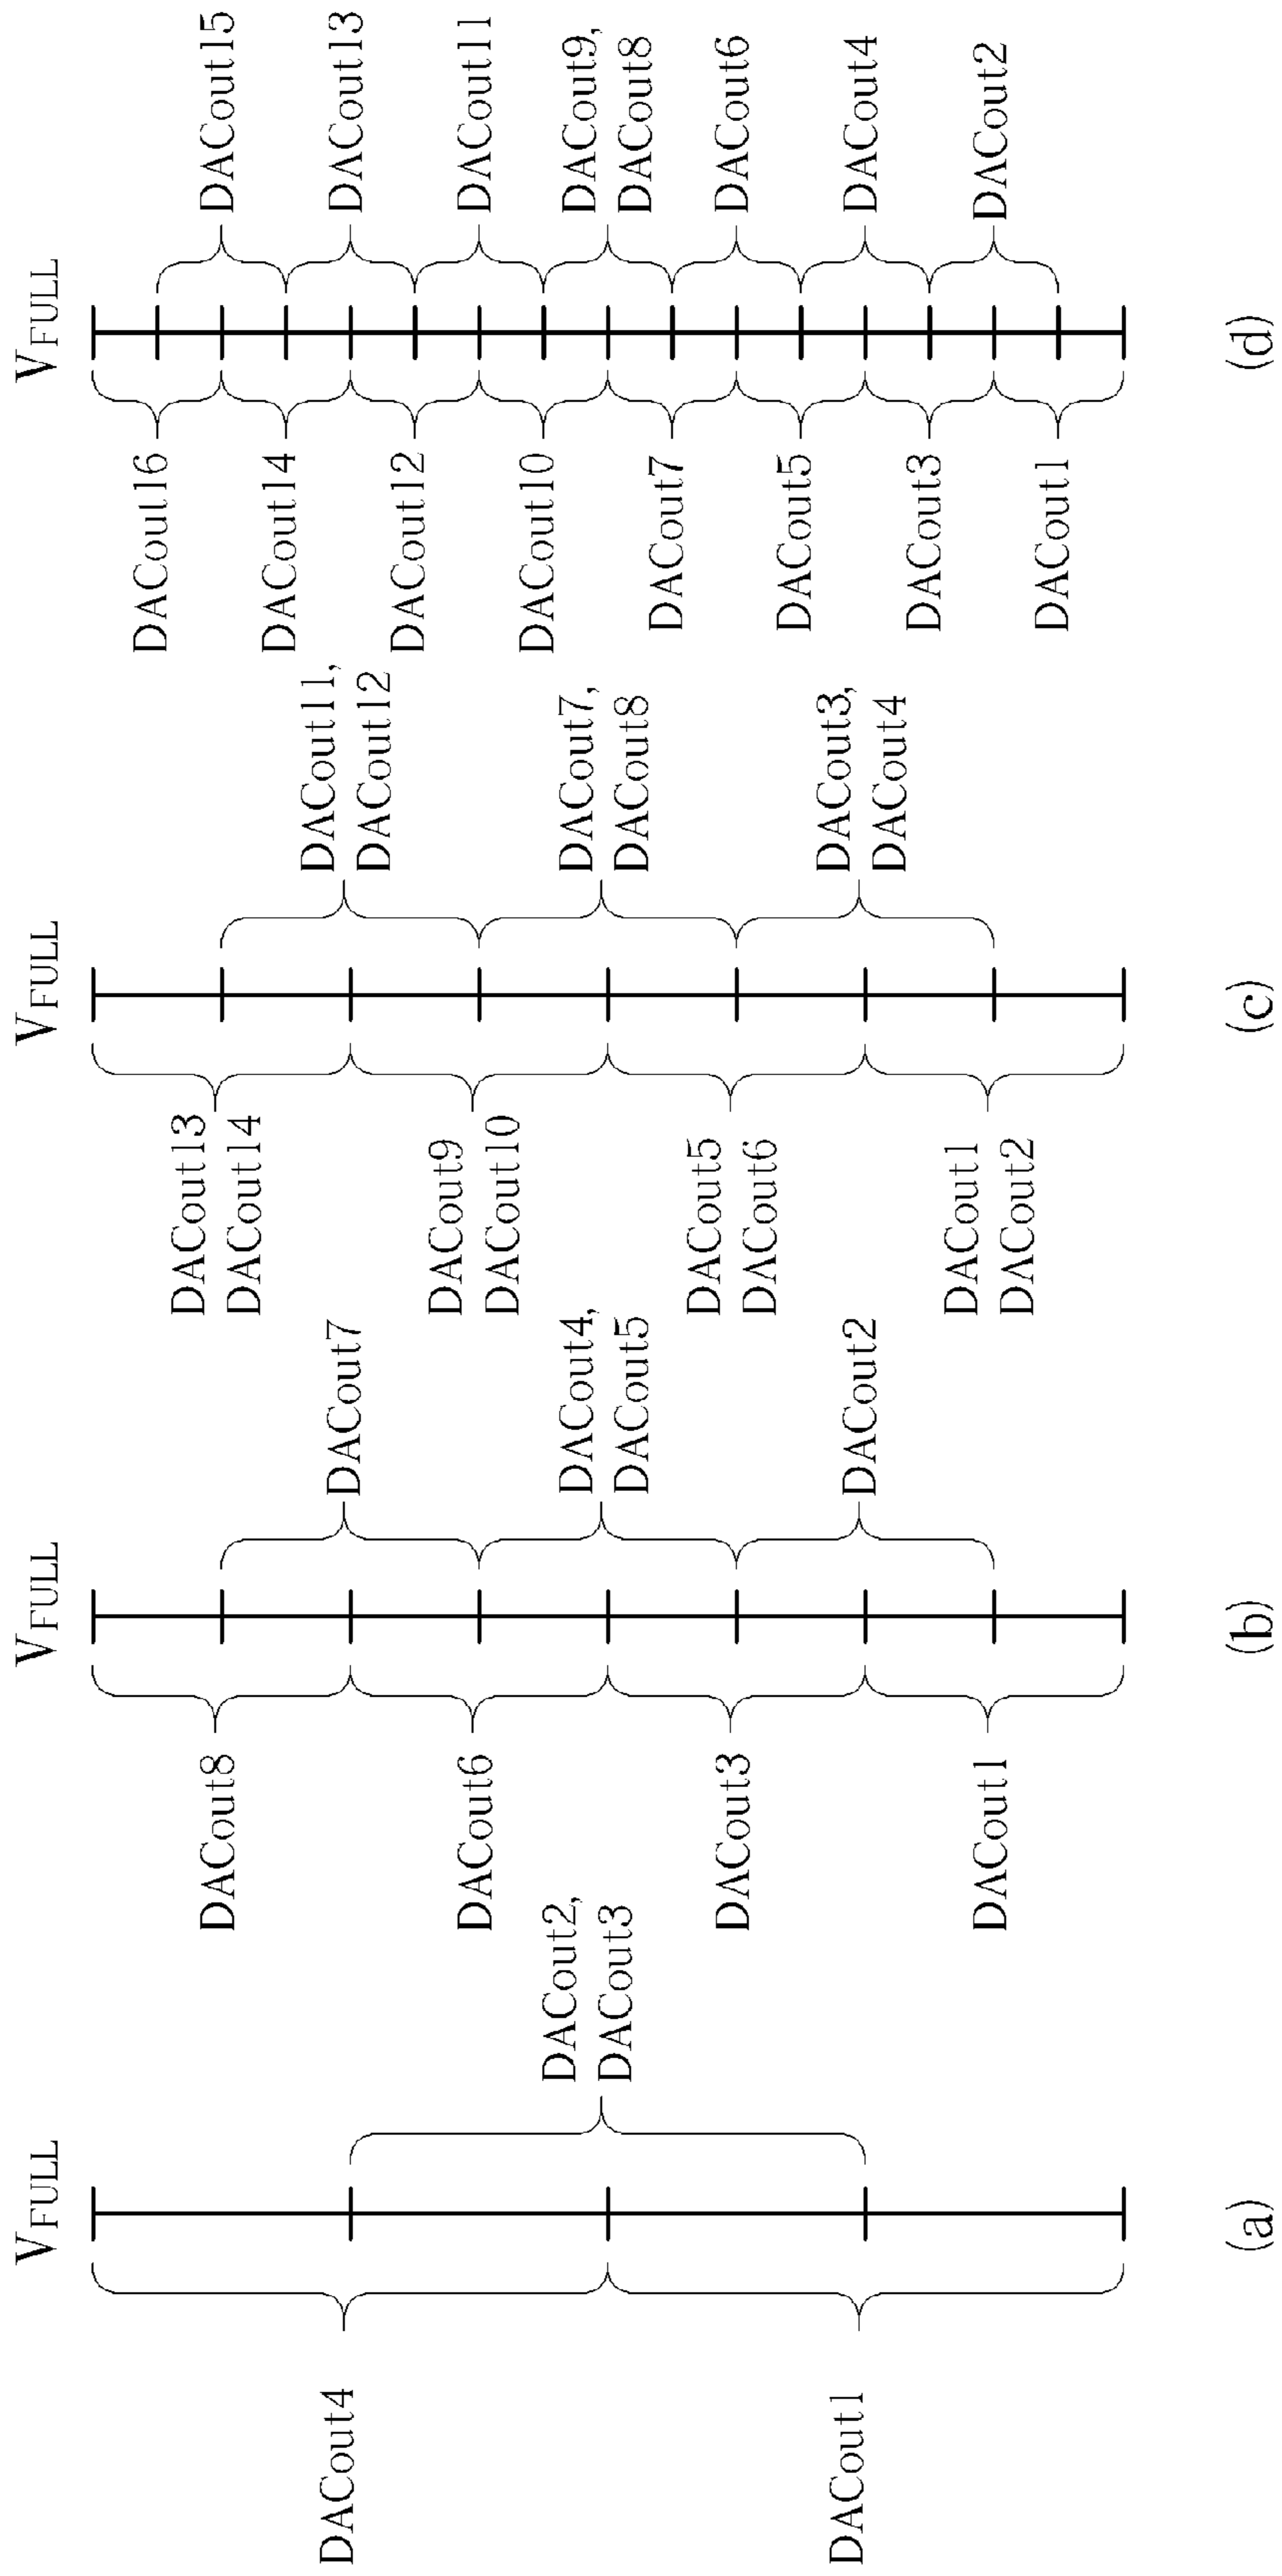 VFULL
DACout4
DACout2,
DACout3
DACout1
(a)
VFULL
DACout8
DACout7
DACout6
DACout4,
DACout5
DACout3
DACout2
DACout1
(b)
VFULL
DACout13
DACout14
DACout11,
DACout12
DACout9
DACout10
DACout7,
DACout8
DACout5
DACout6
DACout3,
DACout4
DACout1
DACout2
(c)
VFULL
DACout16
DACout15
DACout14
DACout13
DACout12
DACout11
DACout10
DACout9,
DACout8
DACout7
DACout6
DACout5
DACout4
DACout3
DACout2
DACout1
(d)